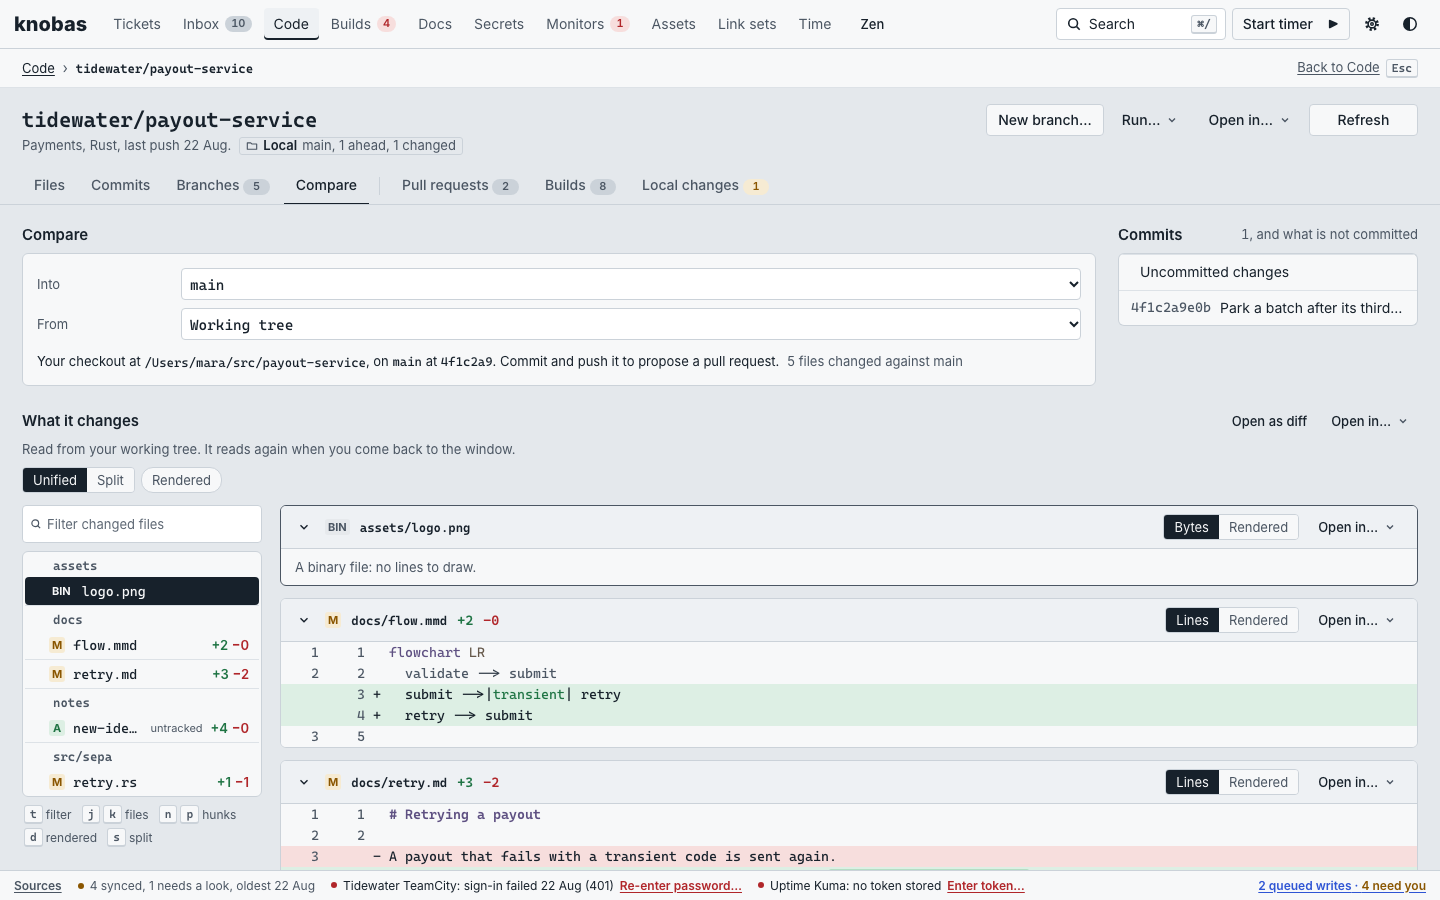 knobas Tickets Inbox 10 Code Builds 4 Docs Secrets Monitors 1 Assets Link sets Time Zen Search ⌘/ Start timer
Code › tidewater/payout-service Back to Code Esc
tidewater/payout-service New branch... Run... Open in... Refresh
Payments, Rust, last push 22 Aug. Local main, 1 ahead, 1 changed
Files Commits Branches 5 Compare Pull requests 2 Builds 8 Local changes 1
Compare
Into main
From Working tree
Your checkout at /Users/mara/src/payout-service, on main at 4f1c2a9. Commit and push it to propose a pull request. 5 files changed against main
Commits 1, and what is not committed
Uncommitted changes
4f1c2a9e0b Park a batch after its third...
What it changes Open as diff Open in...
Read from your working tree. It reads again when you come back to the window.
Unified Split Rendered
Filter changed files
assets
BIN logo.png
docs
M flow.mmd +2 −0
M retry.md +3 −2
notes
A new-ide… untracked +4 −0
src/sepa
M retry.rs +1 −1
t filter j k files n p hunks
d rendered s split
BIN assets/logo.png Bytes Rendered Open in...
A binary file: no lines to draw.
M docs/flow.mmd +2 −0 Lines Rendered Open in...
1 1 flowchart LR
2 2 validate --> submit
3 + submit -->|transient| retry
4 + retry --> submit
3 5
M docs/retry.md +3 −2 Lines Rendered Open in...
1 1 # Retrying a payout
2 2
3 − A payout that fails with a transient code is sent again.
Sources 4 synced, 1 needs a look, oldest 22 Aug Tidewater TeamCity: sign-in failed 22 Aug (401) Re-enter password... Uptime Kuma: no token stored Enter token... 2 queued writes · 4 need you